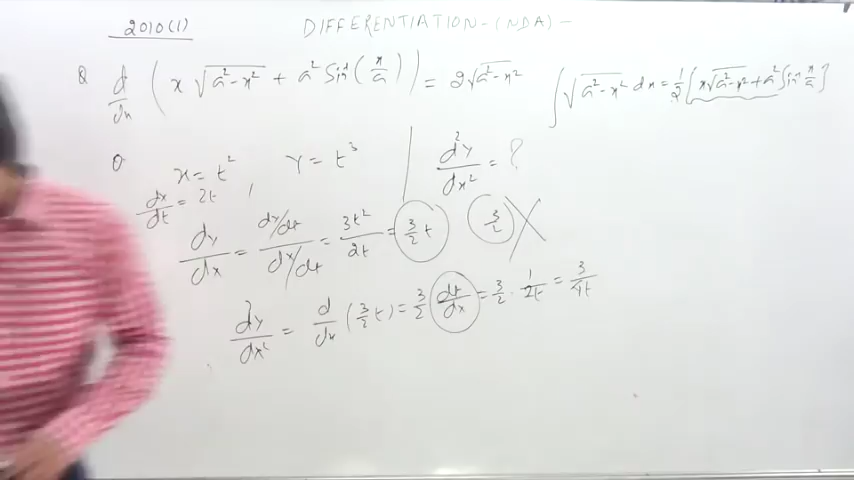 2010(1)
DIFFERENTIATION-(NDA)-
Q d/dx (x √(a²-x²) + a² Sin⁻¹(x/a)) = 2√(a²-x²)
∫√(a²-x²) dx = 1/2 [x√(a²-x²) + a² Sin⁻¹ x/a]
Q x = t², y = t³ | d²y/dx² = ?
dx/dt = 2t
dy/dx = (dy/dt)/(dx/dt) = 3t²/2t = 3/2 t
3/2
d²y/dx² = d/dx (3/2 t) = 3/2 dt/dx = 3/2 · 1/2t = 3/4t